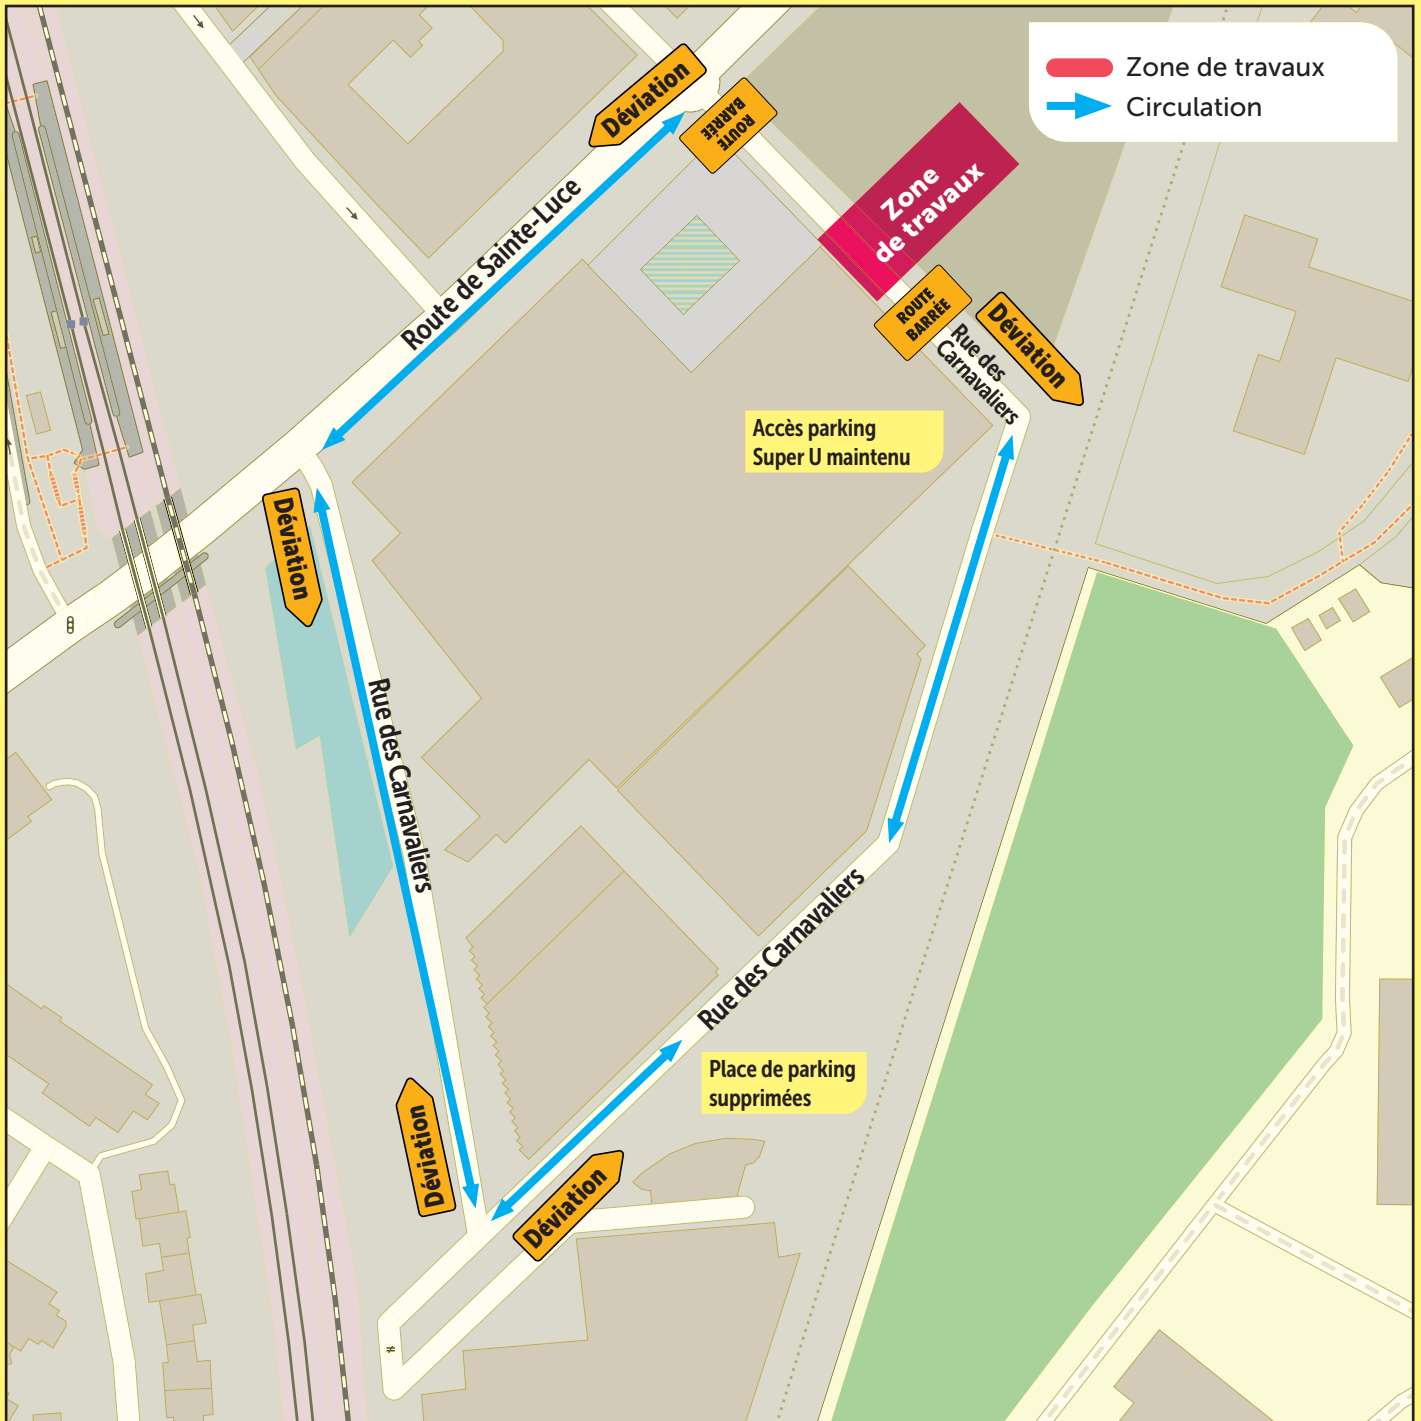 Zone de travaux
Circulation
Déviation
ROUTE
BARRÉE
Zone
de travaux
Route de Sainte-Luce
ROUTE
BARRÉE
Déviation
Rue des
Carnavaliers
Accès parking
Super U maintenu
Déviation
Rue des Carnavaliers
Rue des Carnavaliers
Place de parking
supprimées
Déviation
Déviation